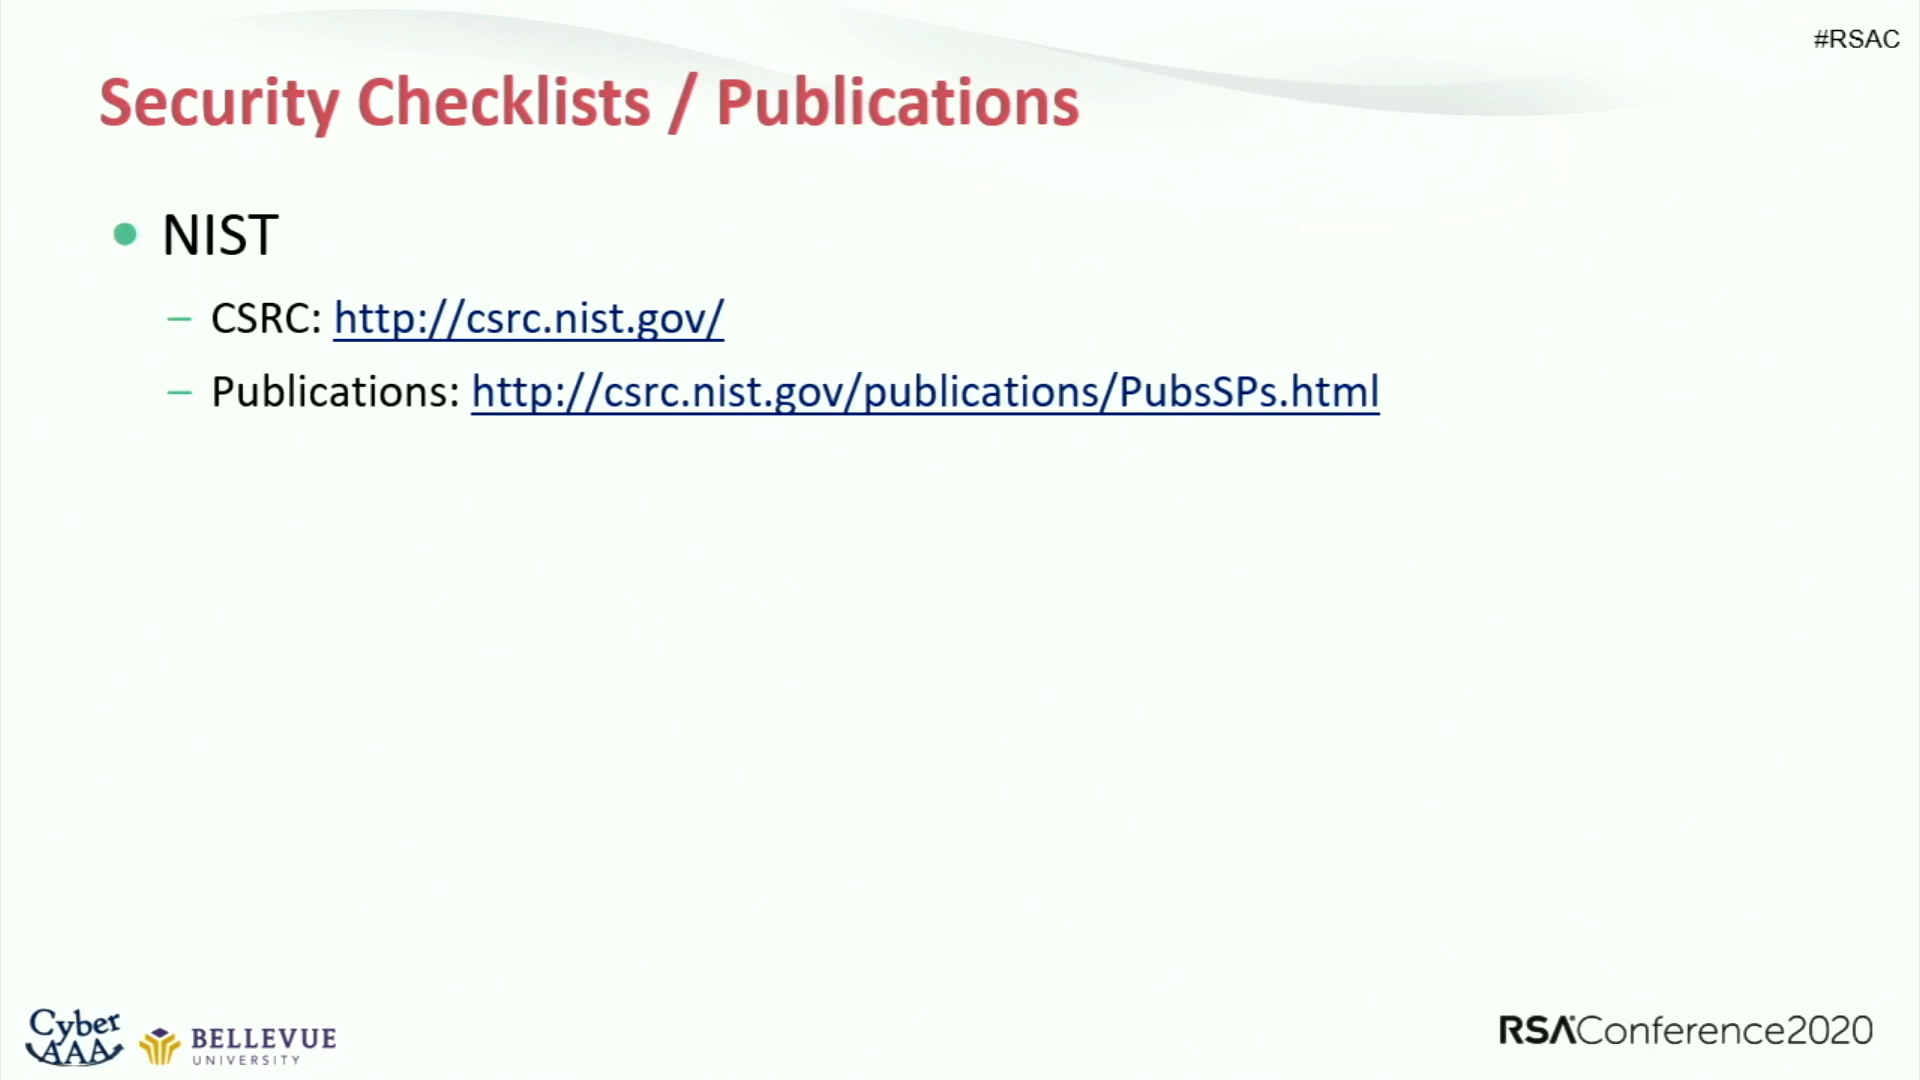 #RSAC
Security Checklists / Publications
• NIST
– CSRC: http://csrc.nist.gov/
– Publications: http://csrc.nist.gov/publications/PubsSPs.html
Cyber
AAA
BELLEVUE
UNIVERSITY
RSAConference2020